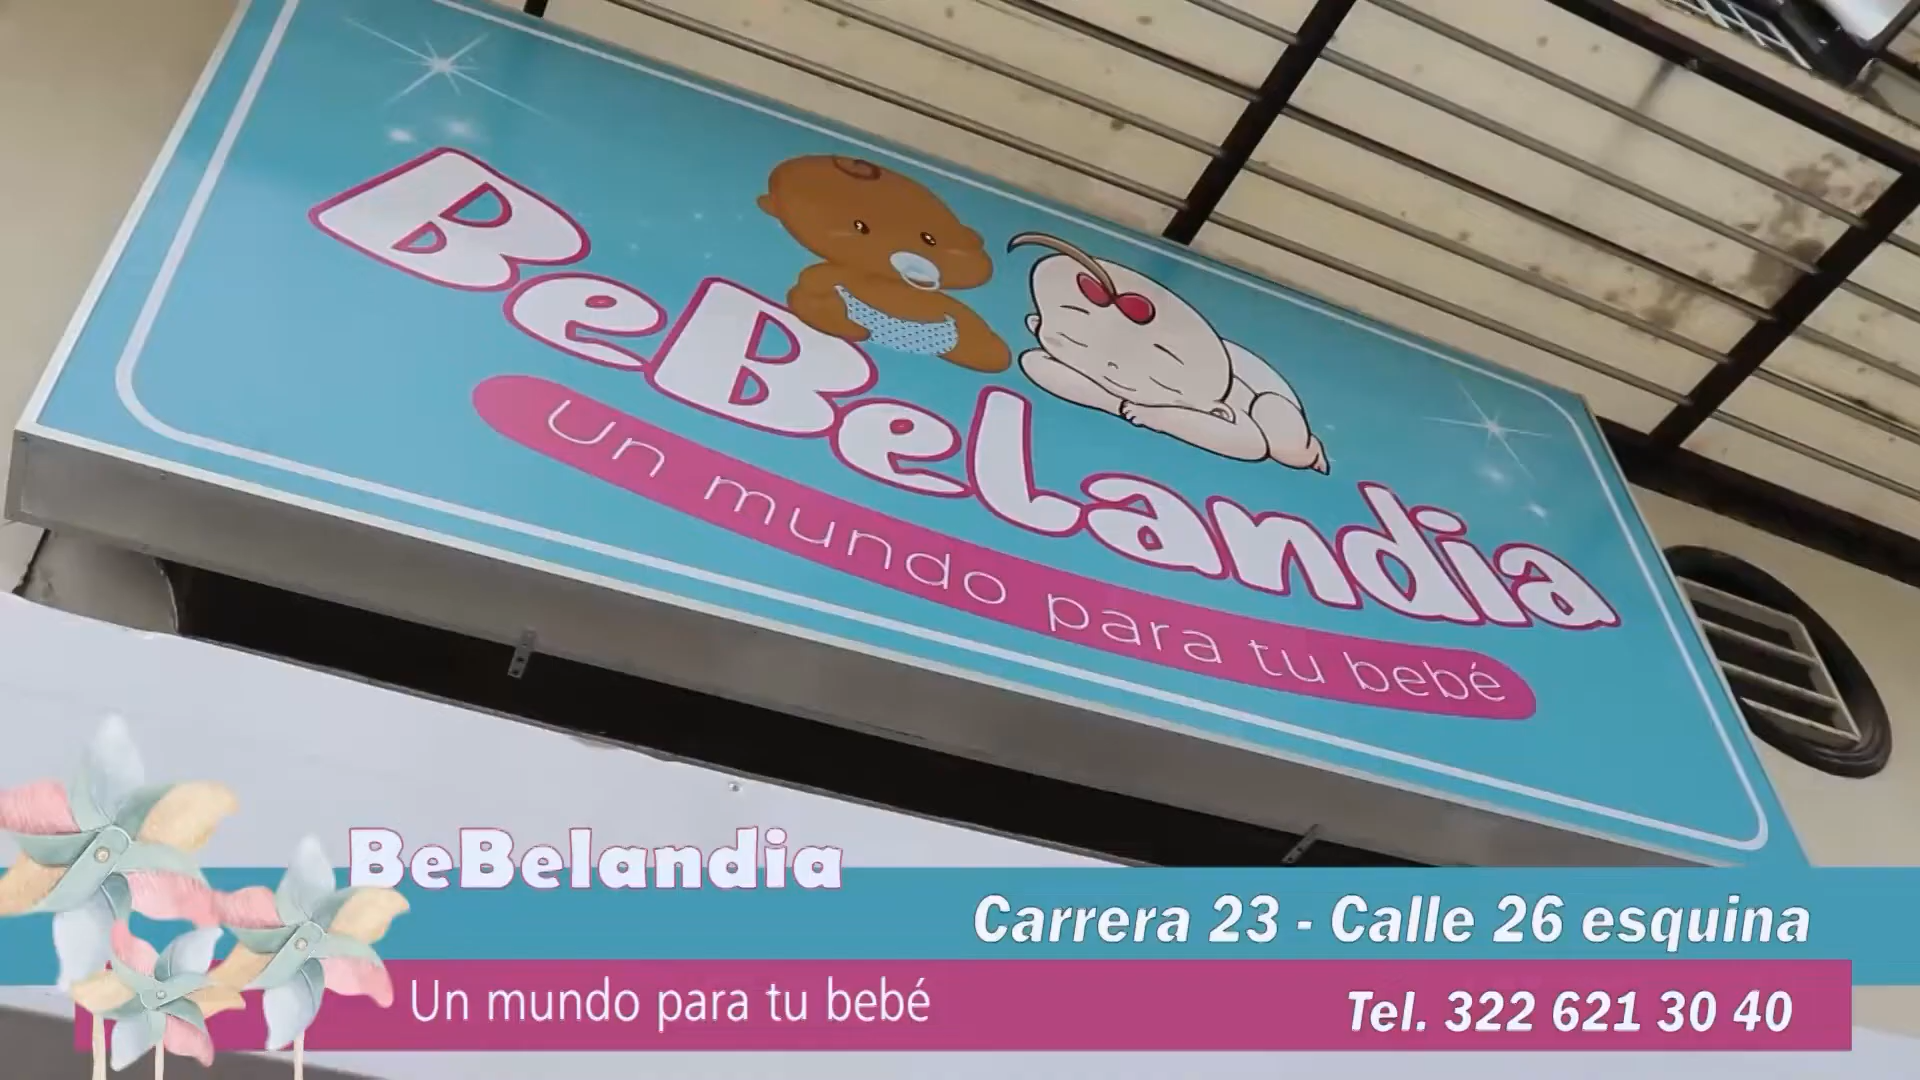 BeBeLandia
Un mundo para tu bebé
BeBelandia
Carrera 23 - Calle 26 esquina
Un mundo para tu bebé
Tel. 322 621 30 40